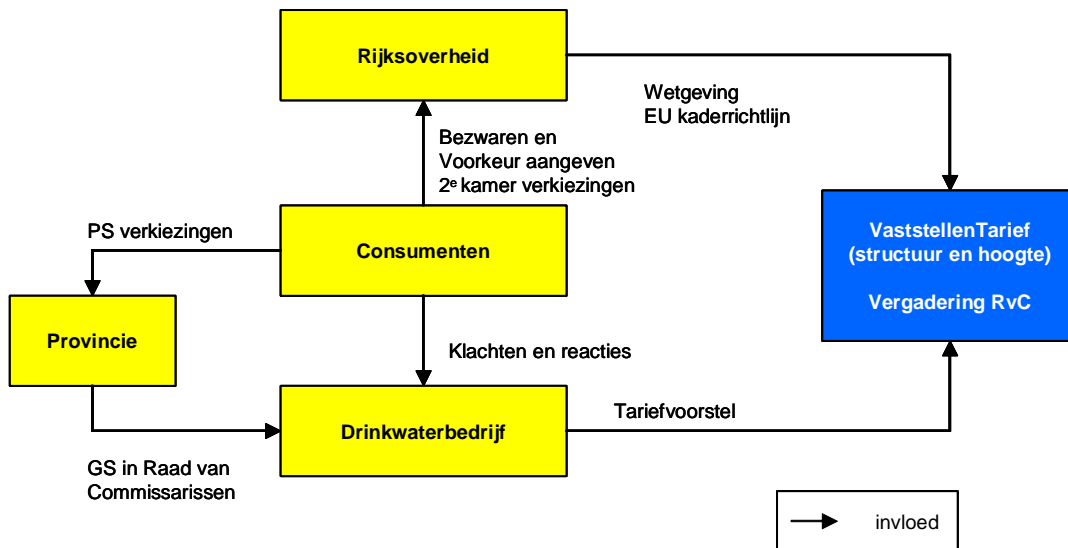 Rijksoverheid
Wetgeving
EU kaderrichtlijn
Bezwaren en
Voorkeur aangeven
2e kamer verkiezingen
PS verkiezingen
Consumenten
VaststellenTarief
(structuur en hoogte)
Vergadering RvC
Provincie
Klachten en reacties
Drinkwaterbedrijf
Tariefvoorstel
GS in Raad van
Commissarissen
invloed